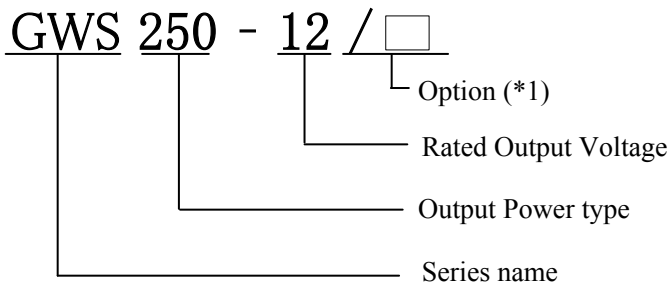 GWS 250 - 12 / □
Option (*1)
Rated Output Voltage
Output Power type
Series name